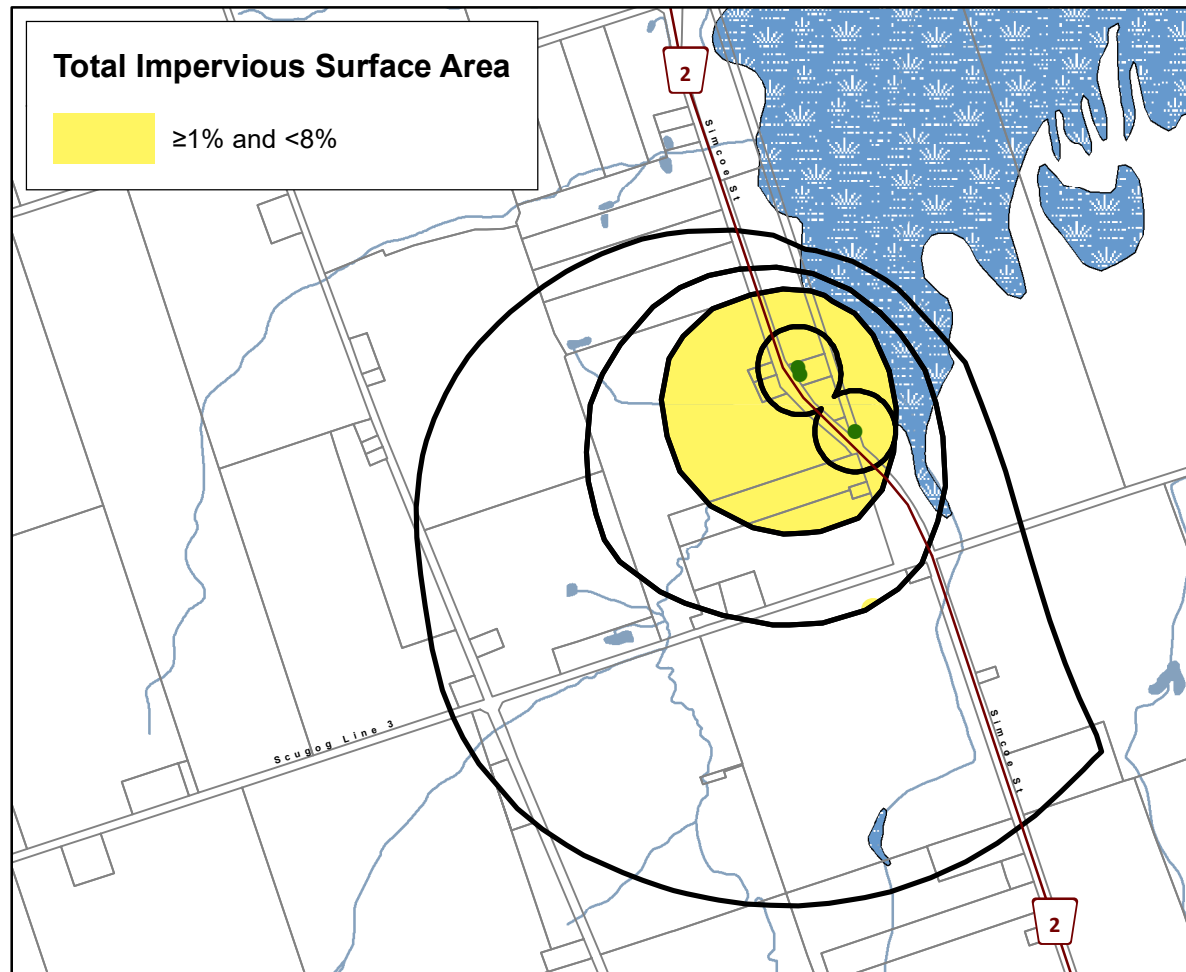 Total Impervious Surface Area
≥1% and <8%
2
Simcoe St
Scugog Line 3
Simcoe St
2